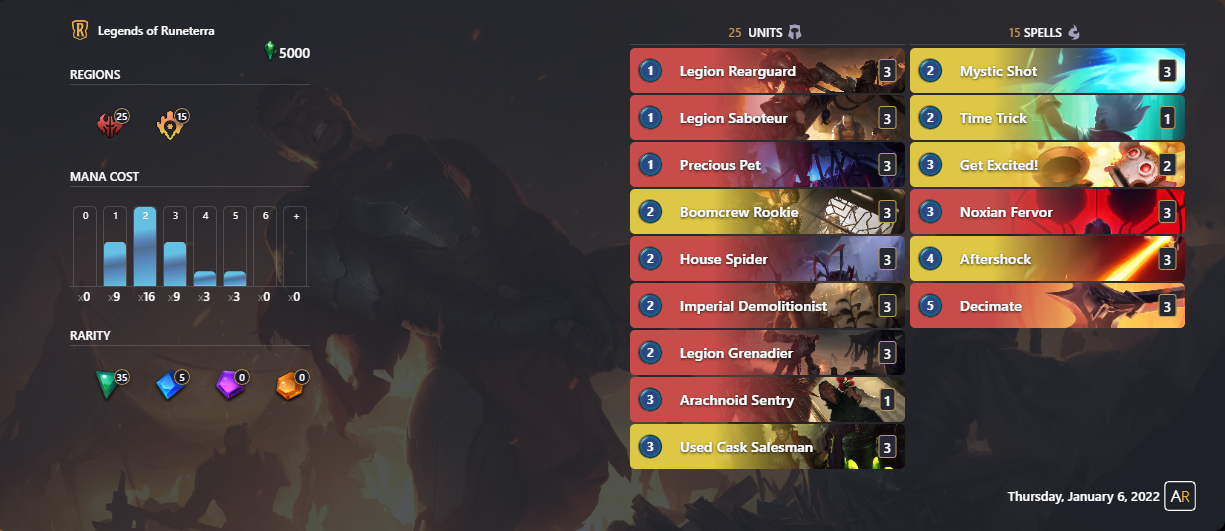 Legends of Runeterra
5000
REGIONS
25 15
MANA COST
0 1 2 3 4 5 6 +
x0 x9 x16 x9 x3 x3 x0 x0
RARITY
35 5 0 0
25 UNITS
1 Legion Rearguard 3
1 Legion Saboteur 3
1 Precious Pet 3
2 Boomcrew Rookie 3
2 House Spider 3
2 Imperial Demolitionist 3
2 Legion Grenadier 3
3 Arachnoid Sentry 1
3 Used Cask Salesman 3
15 SPELLS
2 Mystic Shot 3
2 Time Trick 1
3 Get Excited! 2
3 Noxian Fervor 3
4 Aftershock 3
5 Decimate 3
Thursday, January 6, 2022 AR